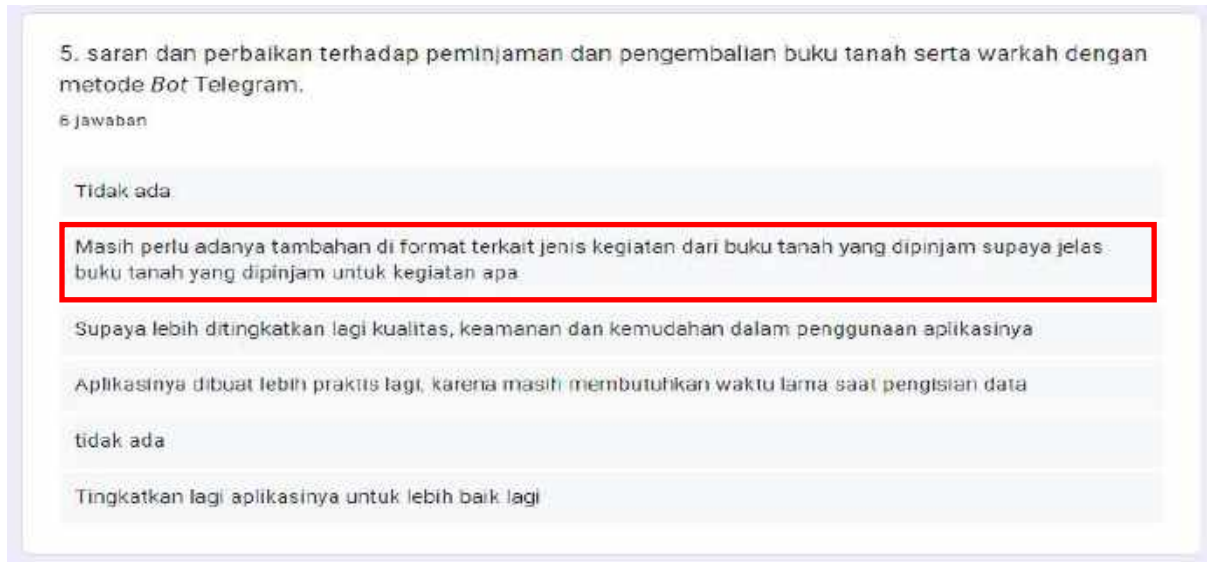 5. saran dan perbaikan terhadap peminjaman dan pengembalian buku tanah serta warkah dengan
metode Bot Telegram.
6 jawaban
Tidak ada
Masih perlu adanya tambahan di format terkait jenis kegiatan dari buku tanah yang dipinjam supaya jelas
buku tanah yang dipinjam untuk kegiatan apa
Supaya lebih ditingkatkan lagi kualitas, keamanan dan kemudahan dalam penggunaan aplikasinya
Aplikasinya dibuat lebih praktis lagi, karena masih membutuhkan waktu lama saat pengisian data
tidak ada
Tingkatkan lagi aplikasinya untuk lebih baik lagi